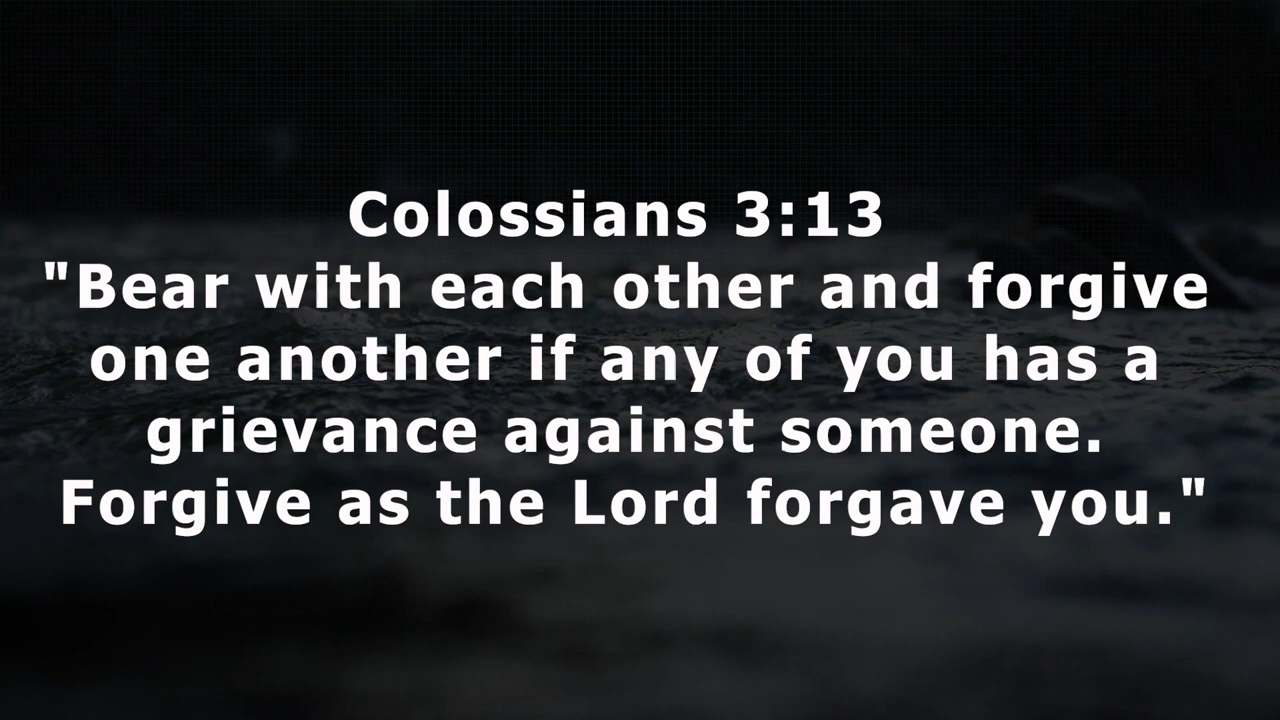 Colossians 3:13
"Bear with each other and forgive
one another if any of you has a
grievance against someone.
Forgive as the Lord forgave you."